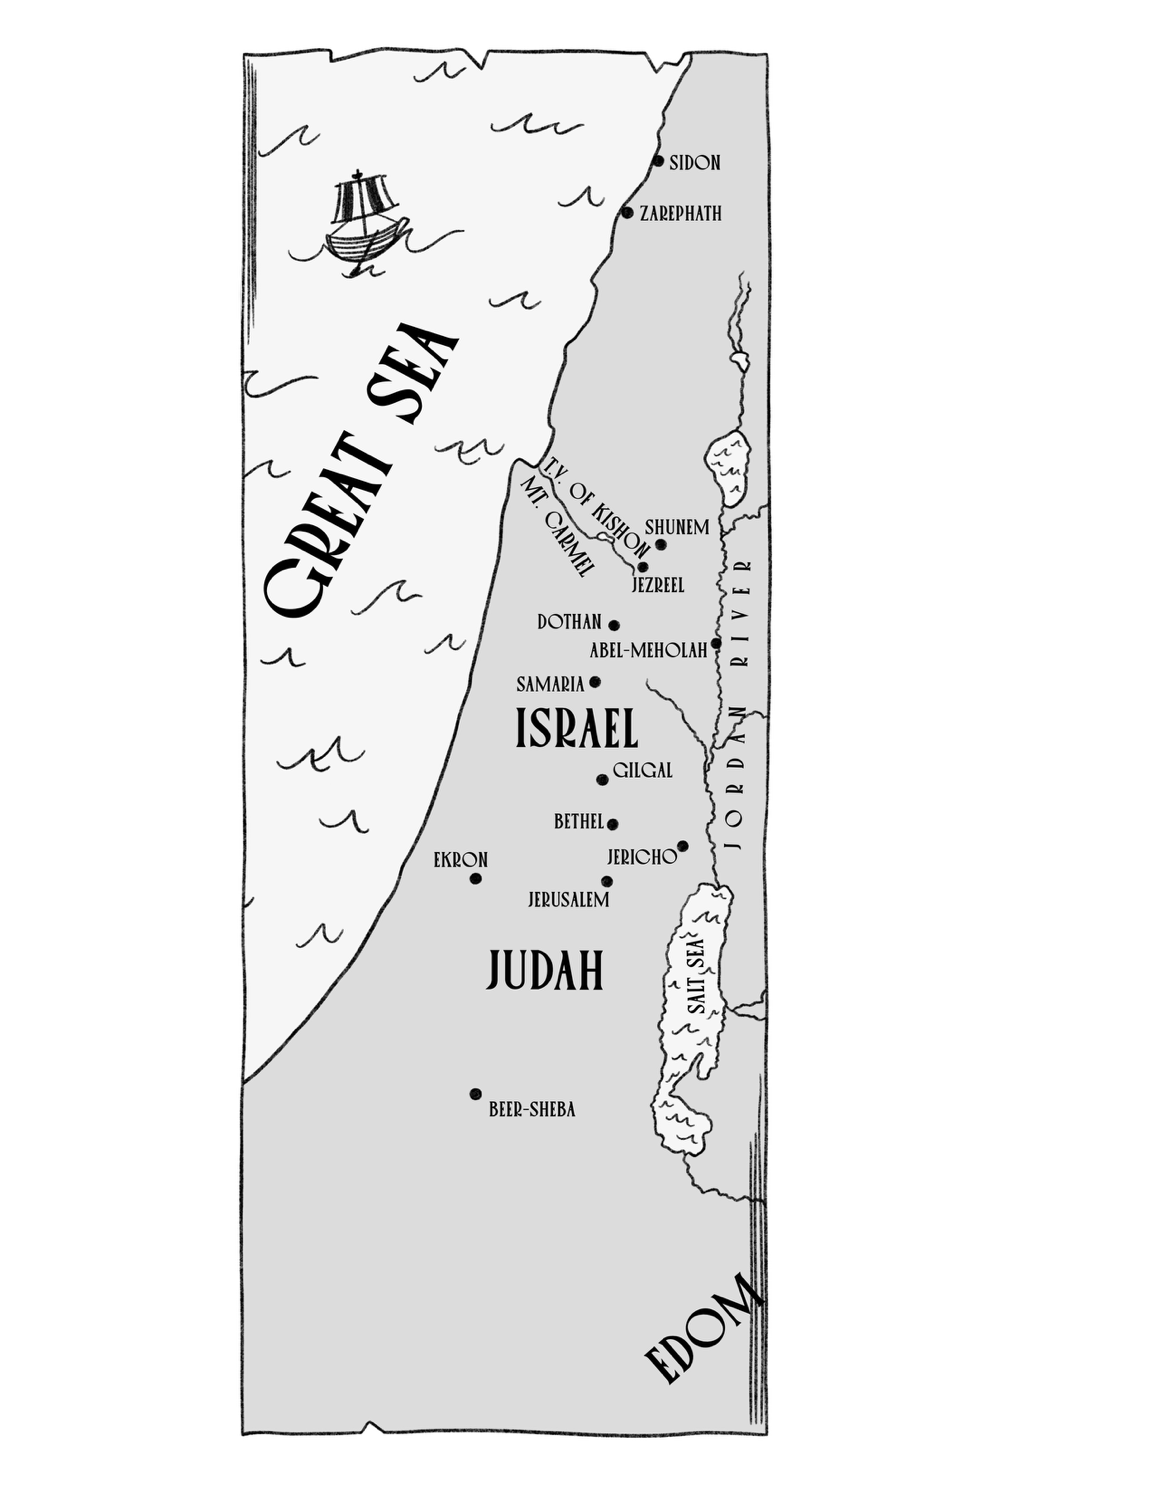 SIDON
ZAREPHATH
GREAT SEA
T.V. OF KISHON
MT. CARMEL
SHUNEM
JEZREEL
DOTHAN
ABEL-MEHOLAH
JORDAN RIVER
SAMARIA
ISRAEL
GILGAL
BETHEL
JERICHO
EKRON
JERUSALEM
JUDAH
SALT SEA
BEER-SHEBA
EDOM